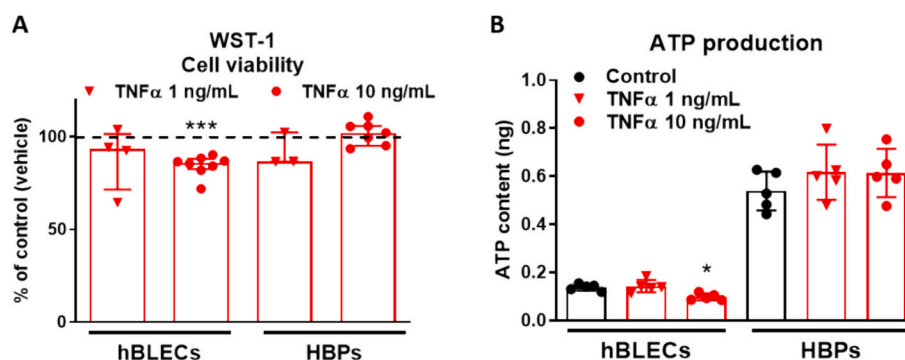 A
WST-1
Cell viability
TNFα 1 ng/mL TNFα 10 ng/mL
% of control (vehicle)
100
50
0
***
hBLECs HBPs
B
ATP production
Control
TNFα 1 ng/mL
TNFα 10 ng/mL
ATP content (ng)
1.0
0.8
0.6
0.4
0.2
0.0
*
hBLECs HBPs